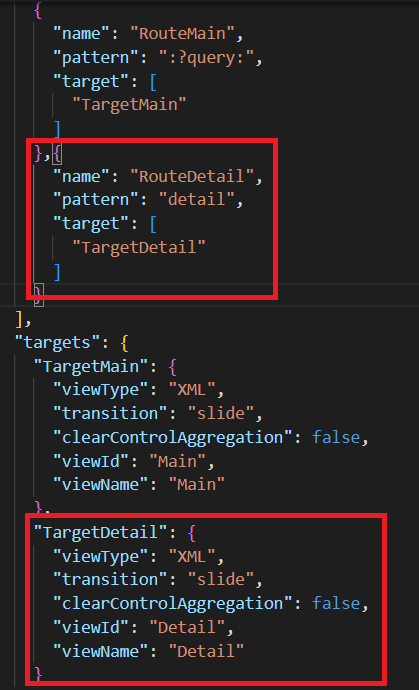 {
"name": "RouteMain",
"pattern": ":?query:",
"target": [
"TargetMain"
]
},{
"name": "RouteDetail",
"pattern": "detail",
"target": [
"TargetDetail"
]
}
],
"targets": {
"TargetMain": {
"viewType": "XML",
"transition": "slide",
"clearControlAggregation": false,
"viewId": "Main",
"viewName": "Main"
},
"TargetDetail": {
"viewType": "XML",
"transition": "slide",
"clearControlAggregation": false,
"viewId": "Detail",
"viewName": "Detail"
}